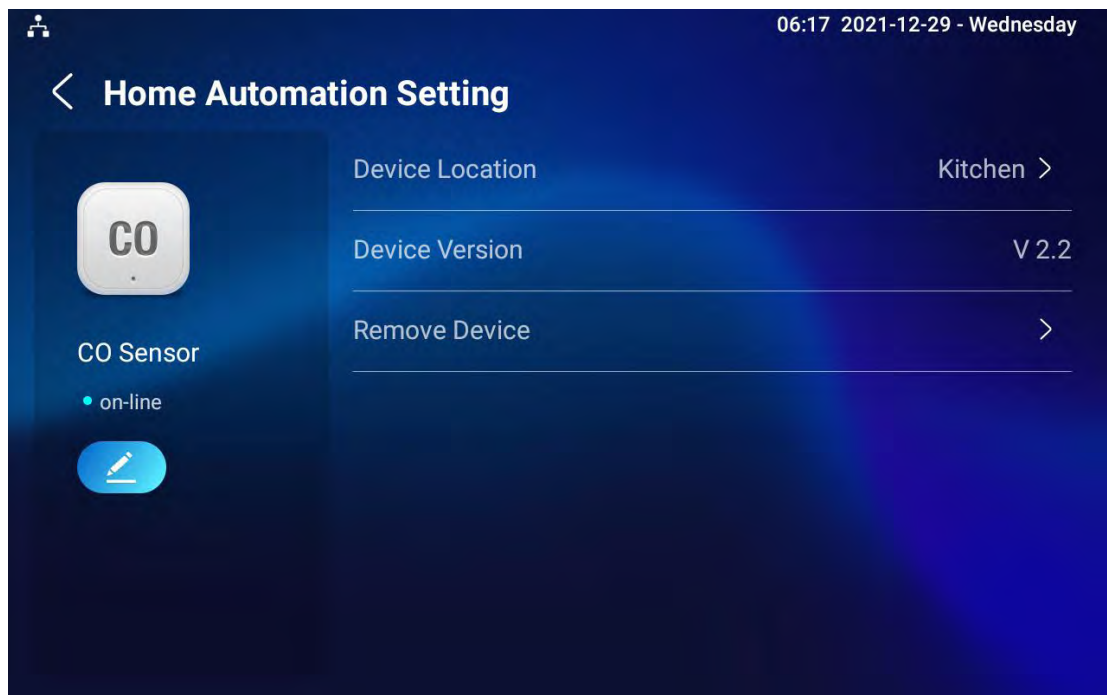 06:17 2021-12-29 - Wednesday
Home Automation Setting
CO
CO Sensor
on-line
Device Location Kitchen
Device Version V 2.2
Remove Device